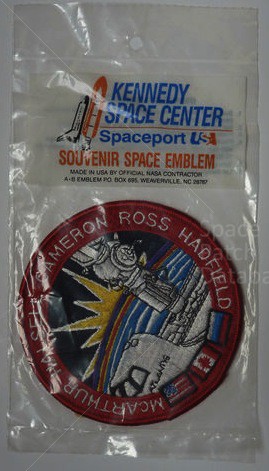 KENNEDY
SPACE CENTER
Spaceport USA
SOUVENIR SPACE EMBLEM
MADE IN USA BY OFFICIAL NASA CONTRACTOR
A•B EMBLEM P.O. BOX 695, WEAVERVILLE, NC 28787
CAMERON ROSS HADFIELD
MCARTHUR
Space